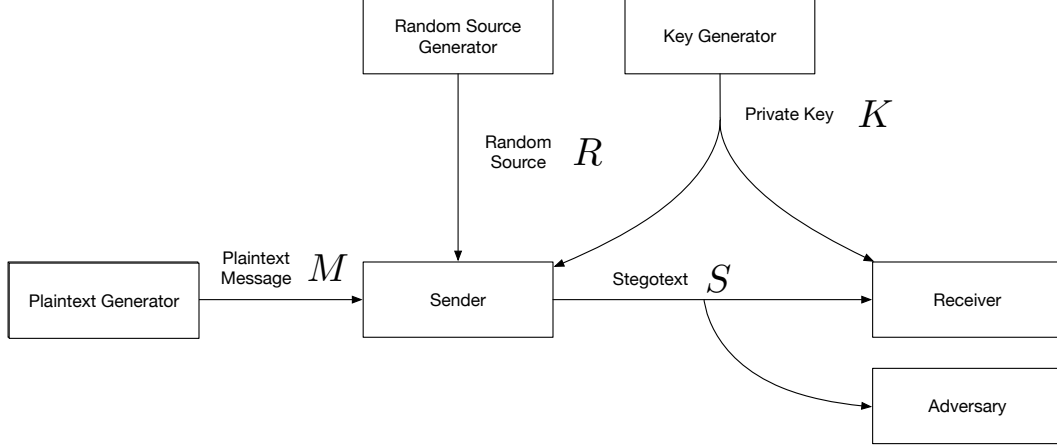 Random Source
Generator
Key Generator
Private Key K
Random
Source R
Plaintext
Message M
Plaintext Generator
Sender
Stegotext S
Receiver
Adversary